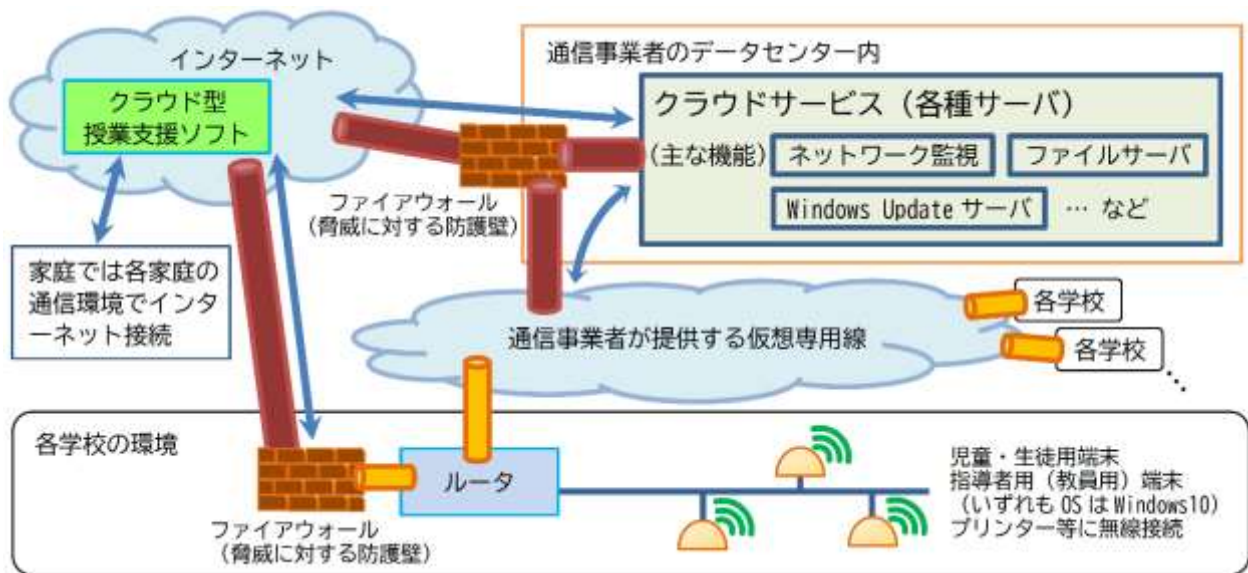 インターネット
クラウド型
授業支援ソフト
通信事業者のデータセンター内
クラウドサービス（各種サーバ）
（主な機能）
ネットワーク監視
ファイルサーバ
Windows Update サーバ
… など
ファイアウォール
（脅威に対する防護壁）
家庭では各家庭の
通信環境でインタ
ーネット接続
通信事業者が提供する仮想専用線
各学校
各学校
⋱
各学校の環境
ルータ
ファイアウォール
（脅威に対する防護壁）
児童・生徒用端末
指導者用（教員用）端末
（いずれも OS は Windows10）
プリンター等に無線接続